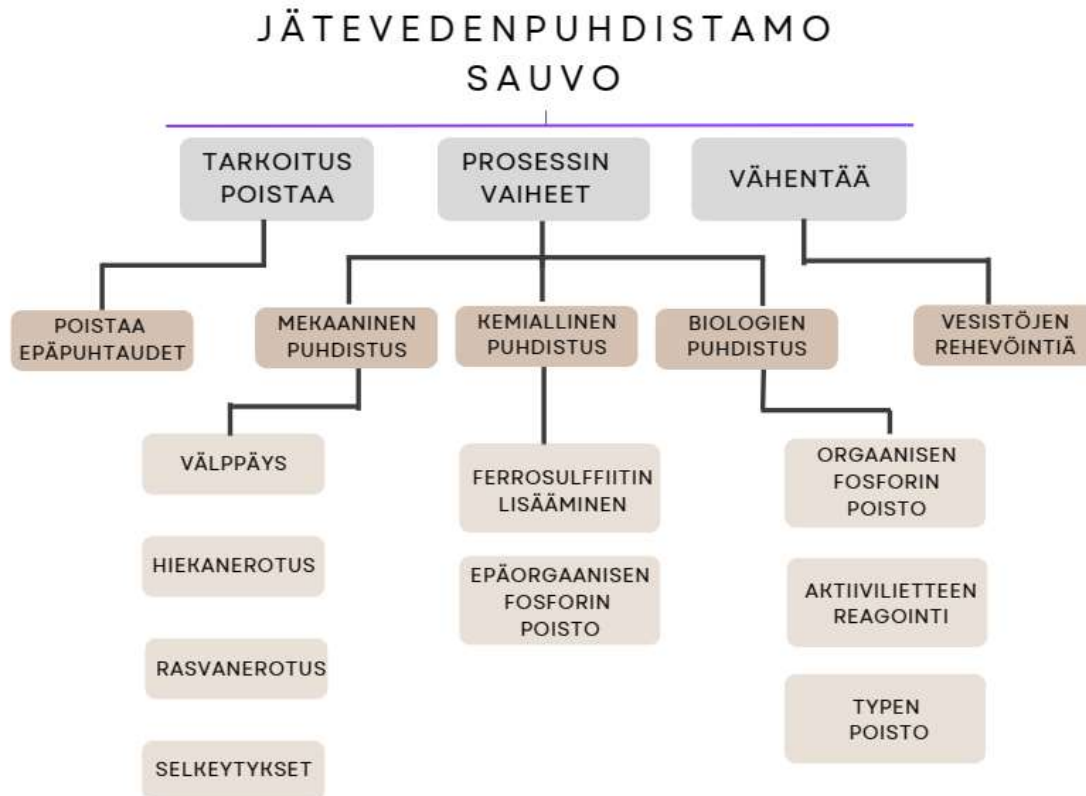 JÄTEVEDENPUHDISTAMO
SAUVO
TARKOITUS
POISTAA
PROSESSIN
VAIHEET
VÄHENTÄÄ
POISTAA
EPÄPUHTAUDET
MEKAANINEN
PUHDISTUS
KEMIALLINEN
PUHDISTUS
BIOLOGIEN
PUHDISTUS
VESISTÖJEN
REHEVÖINTIÄ
VÄLPPÄYS
HIEKANEROTUS
RASVANEROTUS
SELKEYTYKSET
FERROSULFFIITIN
LISÄÄMINEN
EPÄORGAANISEN
FOSFORIN
POISTO
ORGAANISEN
FOSFORIN
POISTO
AKTIIVILIETTEEN
REAGOINTI
TYPEN
POISTO